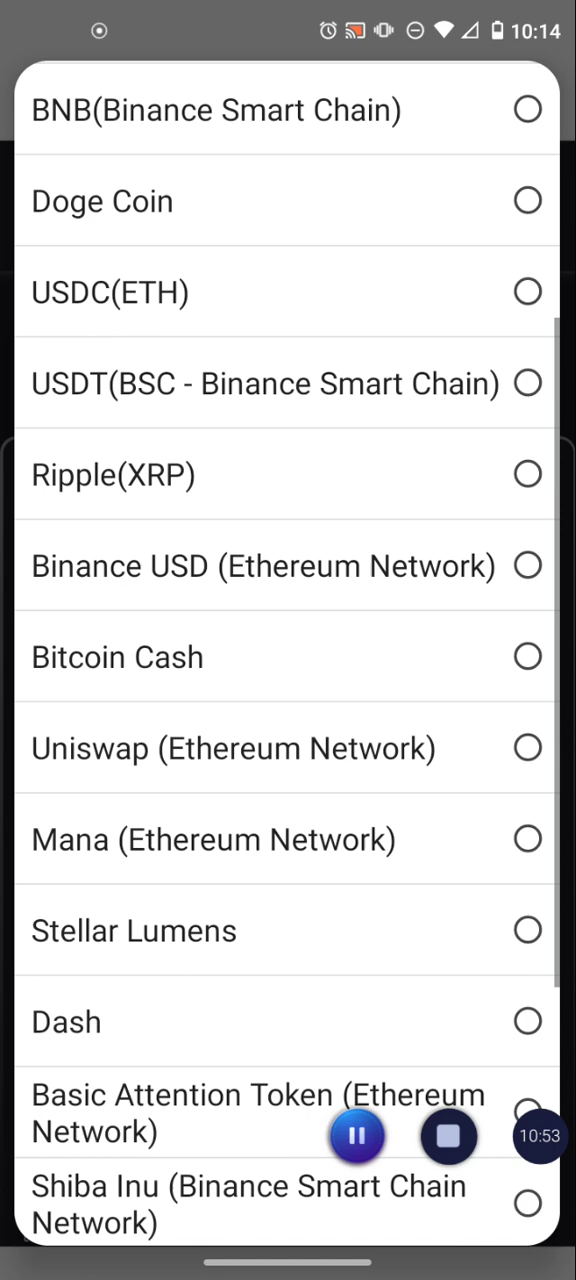 10:14
BNB(Binance Smart Chain)
Doge Coin
USDC(ETH)
USDT(BSC - Binance Smart Chain)
Ripple(XRP)
Binance USD (Ethereum Network)
Bitcoin Cash
Uniswap (Ethereum Network)
Mana (Ethereum Network)
Stellar Lumens
Dash
Basic Attention Token (Ethereum
Network)
10:53
Shiba Inu (Binance Smart Chain
Network)